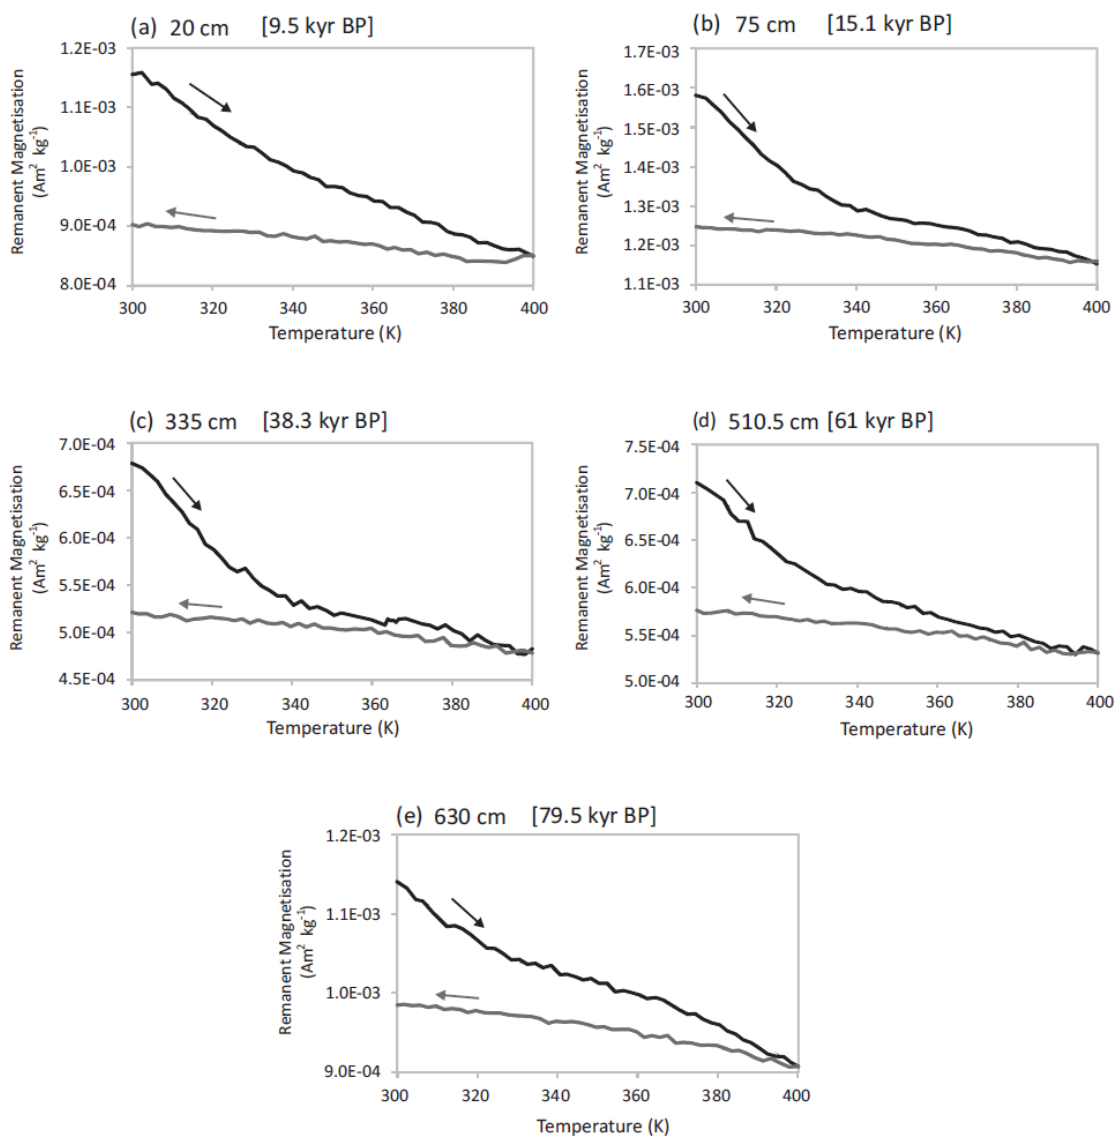 (a) 20 cm [9.5 kyr BP]
Remanent Magnetisation
(Am² kg⁻¹)
1.2E-03
1.1E-03
1.0E-03
9.0E-04
8.0E-04
300 320 340 360 380 400
Temperature (K)
(b) 75 cm [15.1 kyr BP]
Remanent Magnetisation
(Am² kg⁻¹)
1.7E-03
1.6E-03
1.5E-03
1.4E-03
1.3E-03
1.2E-03
1.1E-03
300 320 340 360 380 400
Temperature (K)
(c) 335 cm [38.3 kyr BP]
Remanent Magnetisation
(Am² kg⁻¹)
7.0E-04
6.5E-04
6.0E-04
5.5E-04
5.0E-04
4.5E-04
300 320 340 360 380 400
Temperature (K)
(d) 510.5 cm [61 kyr BP]
Remanent Magnetisation
(Am² kg⁻¹)
7.5E-04
7.0E-04
6.5E-04
6.0E-04
5.5E-04
5.0E-04
300 320 340 360 380 400
Temperature (K)
(e) 630 cm [79.5 kyr BP]
Remanent Magnetisation
(Am² kg⁻¹)
1.2E-03
1.1E-03
1.0E-03
9.0E-04
300 320 340 360 380 400
Temperature (K)